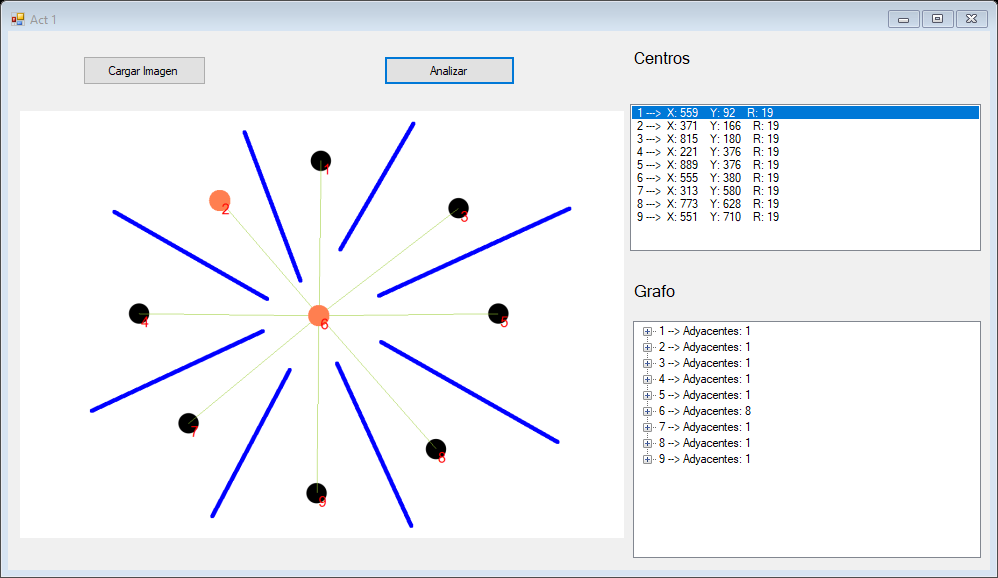 Act 1
Cargar Imagen
Analizar
Centros
1 ---> X: 559 Y: 92 R: 19
2 ---> X: 371 Y: 166 R: 19
3 ---> X: 815 Y: 180 R: 19
4 ---> X: 221 Y: 376 R: 19
5 ---> X: 889 Y: 376 R: 19
6 ---> X: 555 Y: 380 R: 19
7 ---> X: 313 Y: 580 R: 19
8 ---> X: 773 Y: 628 R: 19
9 ---> X: 551 Y: 710 R: 19
1
2
3
4
5
6
7
8
9
Grafo
1 --> Adyacentes: 1
2 --> Adyacentes: 1
3 --> Adyacentes: 1
4 --> Adyacentes: 1
5 --> Adyacentes: 1
6 --> Adyacentes: 8
7 --> Adyacentes: 1
8 --> Adyacentes: 1
9 --> Adyacentes: 1